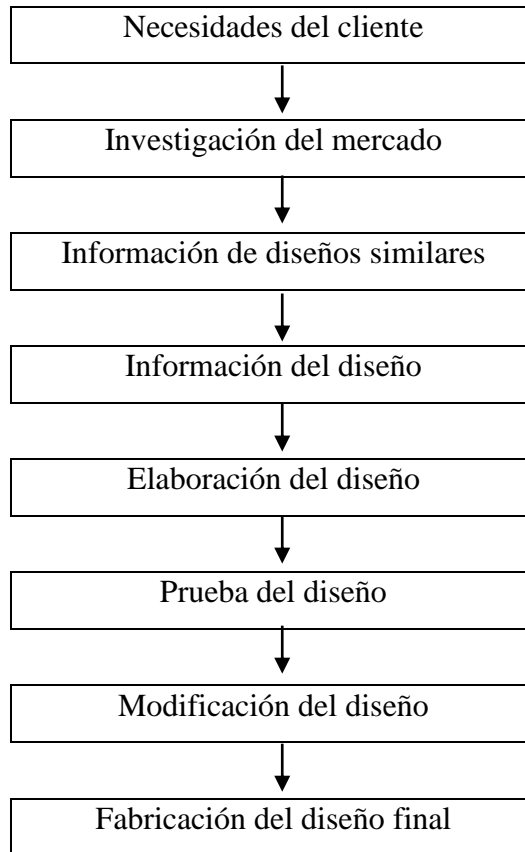 Necesidades del cliente
Investigación del mercado
Información de diseños similares
Información del diseño
Elaboración del diseño
Prueba del diseño
Modificación del diseño
Fabricación del diseño final